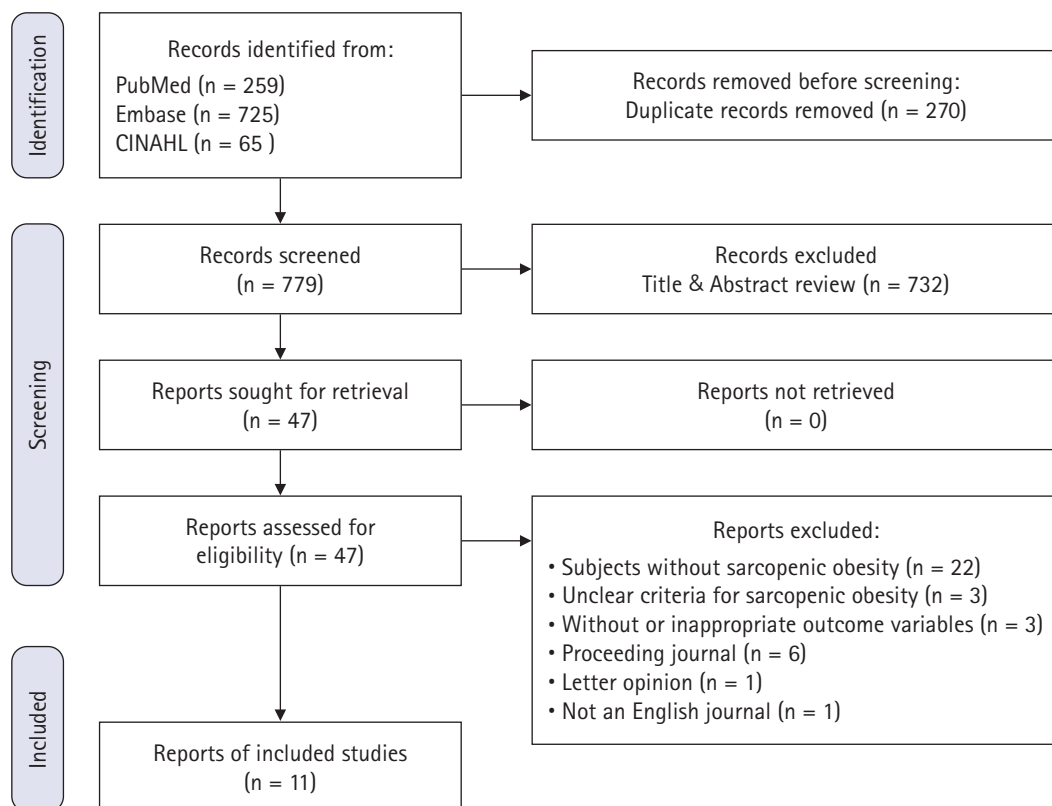 Identification
Records identified from:
PubMed (n = 259)
Embase (n = 725)
CINAHL (n = 65 )
Records removed before screening:
Duplicate records removed (n = 270)
Screening
Records screened
(n = 779)
Records excluded
Title & Abstract review (n = 732)
Reports sought for retrieval
(n = 47)
Reports not retrieved
(n = 0)
Reports assessed for
eligibility (n = 47)
Reports excluded:
• Subjects without sarcopenic obesity (n = 22)
• Unclear criteria for sarcopenic obesity (n = 3)
• Without or inappropriate outcome variables (n = 3)
• Proceeding journal (n = 6)
• Letter opinion (n = 1)
• Not an English journal (n = 1)
Included
Reports of included studies
(n = 11)